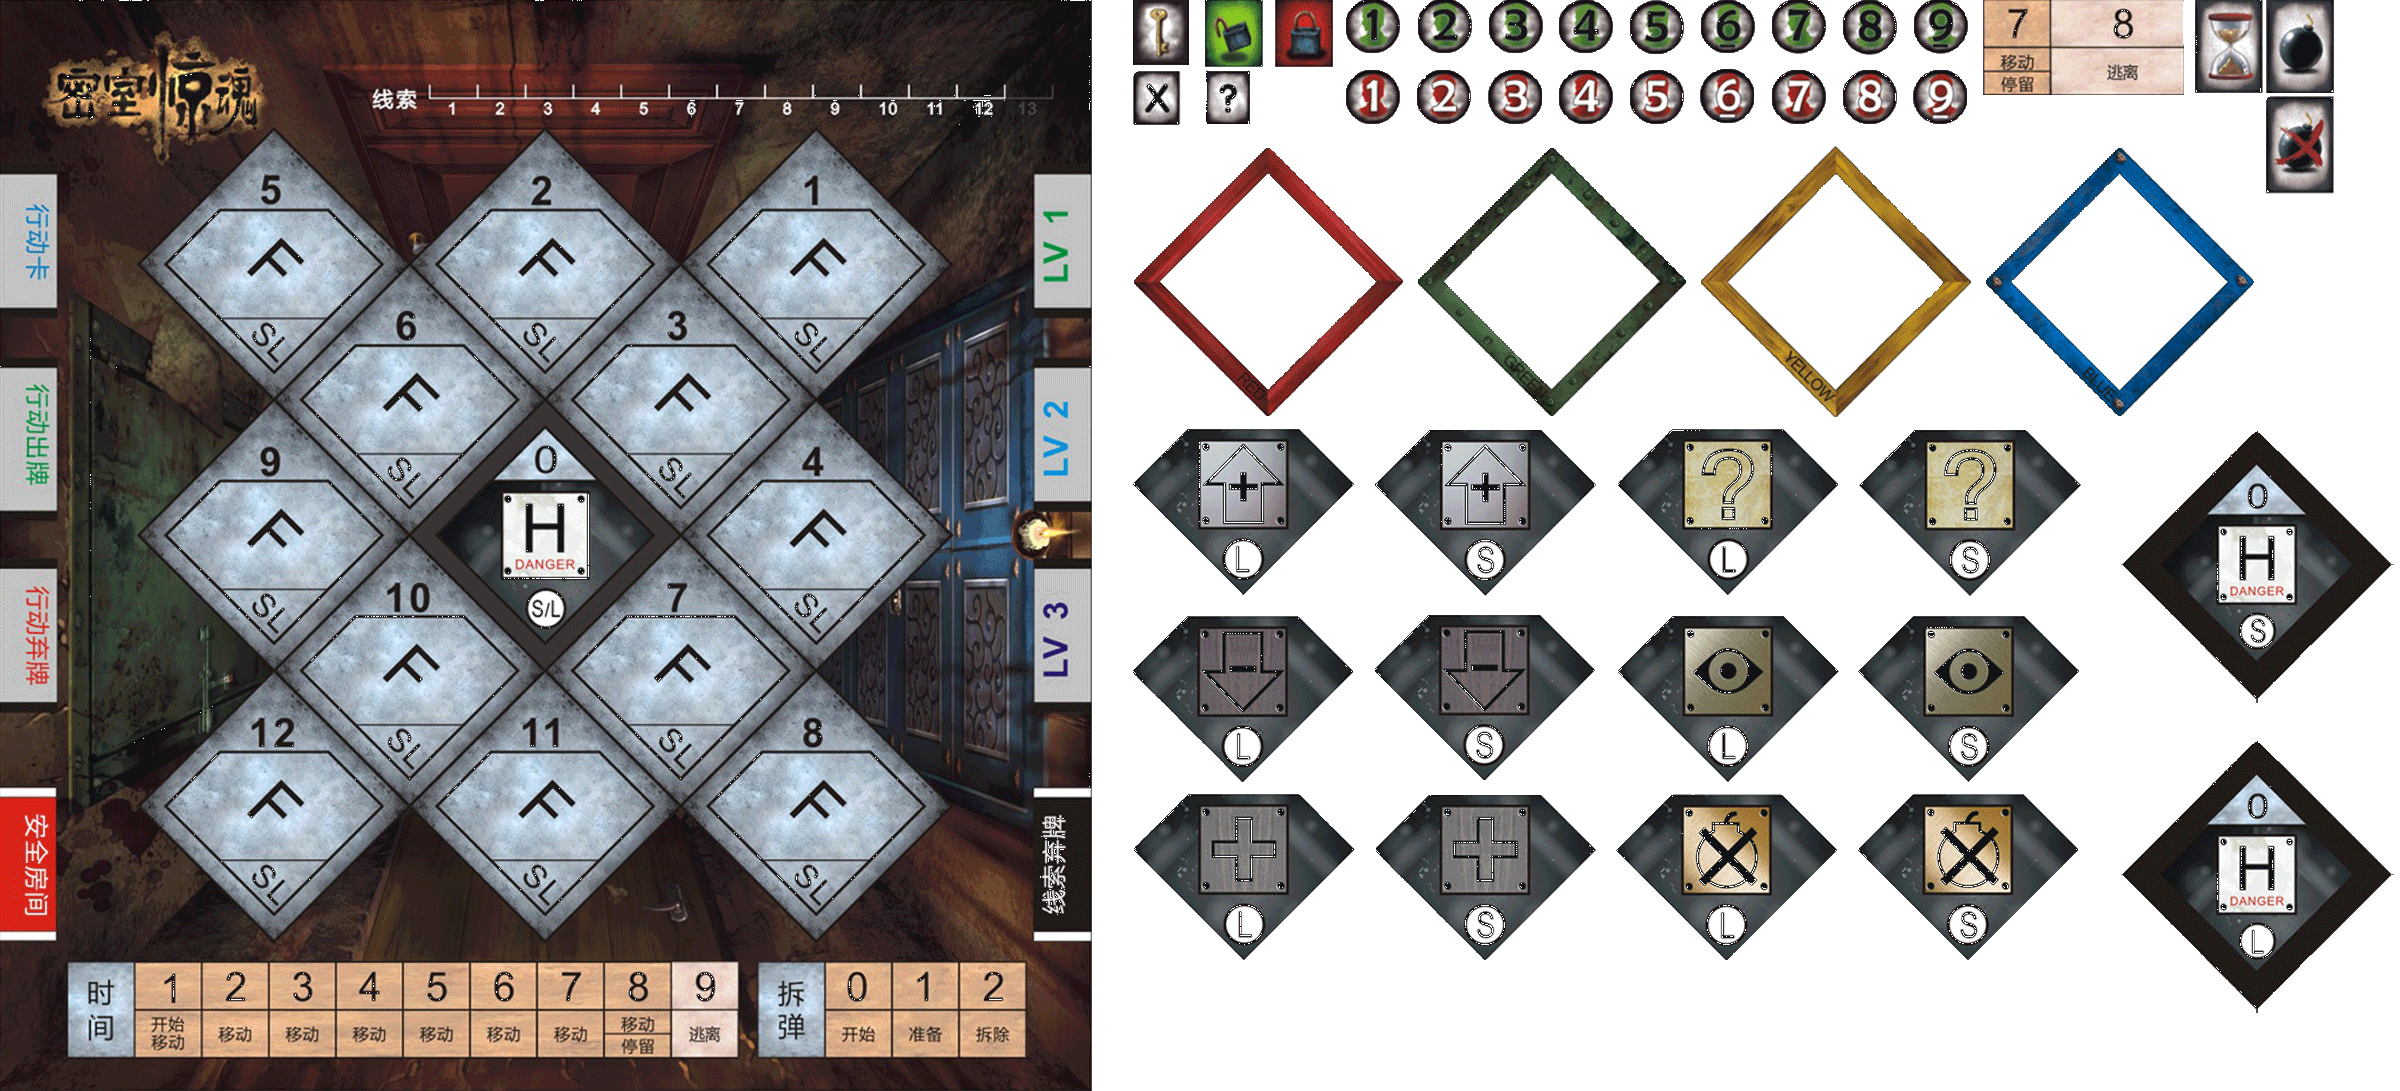 密室惊魂
线索 1 2 3 4 5 6 7 8 9 10 11 12 13
行动卡
行动出牌
行动弃牌
安全房间
5 2 1
F F F
SL SL SL
6 3
F F
SL SL
9 0 4
F H F
DANGER
SL S/L SL
10 7
F F
SL SL
12 11 8
F F F
SL SL SL
LV 1
LV 2
LV 3
线索弃牌
时间
1 2 3 4 5 6 7 8 9
开始移动 移动 移动 移动 移动 移动 移动 移动 停留 逃离
拆弹
0 1 2
开始 准备 拆除
1 2 3 4 5 6 7 8 9
X ? 1 2 3 4 5 6 7 8 9
7 8
移动 停留 逃离
RED GREEN YELLOW BLUE
+ + ? ?
L S L S
- -
L S L S
L S L S
0
H
DANGER
S
0
H
DANGER
L